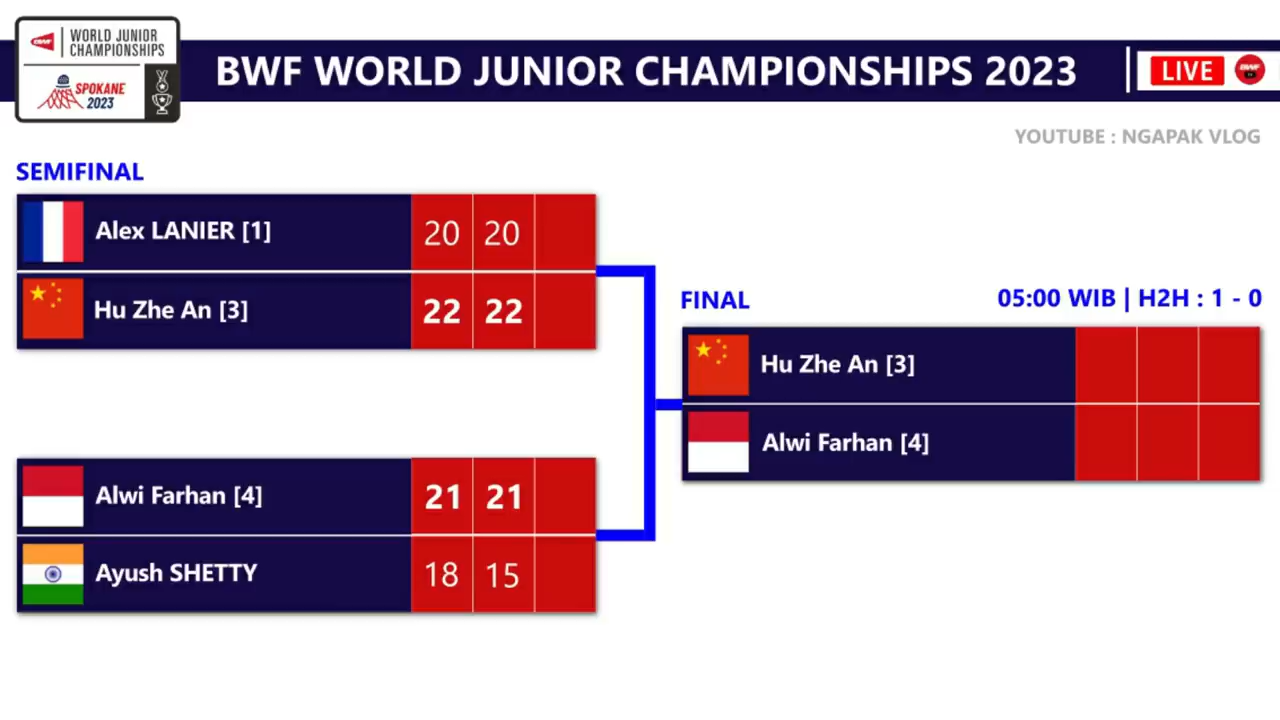 BWF
WORLD JUNIOR
CHAMPIONSHIPS
SPOKANE
2023
BWF WORLD JUNIOR CHAMPIONSHIPS 2023
LIVE
BWF
YOUTUBE : NGAPAK VLOG
SEMIFINAL
Alex LANIER [1] 20 20
Hu Zhe An [3] 22 22
Alwi Farhan [4] 21 21
Ayush SHETTY 18 15
FINAL 05:00 WIB | H2H : 1 - 0
Hu Zhe An [3]
Alwi Farhan [4]